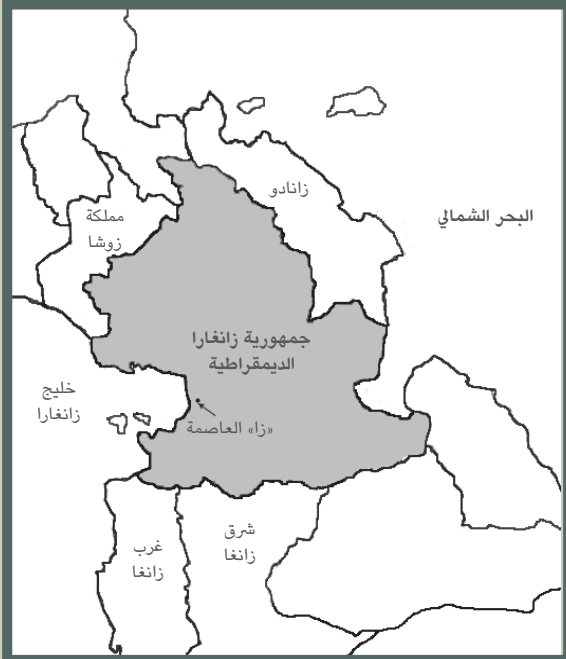 زانادو
مملكة
زوشا
البحر الشمالي
جمهورية زانغارا
الديمقراطية
خليج
زانغارا
«زا» العاصمة
شرق
زانغا
غرب
زانغا